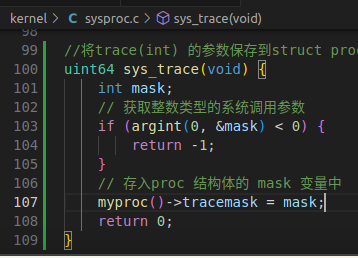 kernel > C sysproc.c > sys_trace(void)
98
99 //将trace(int) 的参数保存到struct proc
100 uint64 sys_trace(void) {
101 int mask;
102 // 获取整数类型的系统调用参数
103 if (argint(0, &mask) < 0) {
104 return -1;
105 }
106 // 存入proc 结构体的 mask 变量中
107 myproc()->tracemask = mask;
108 return 0;
109 }